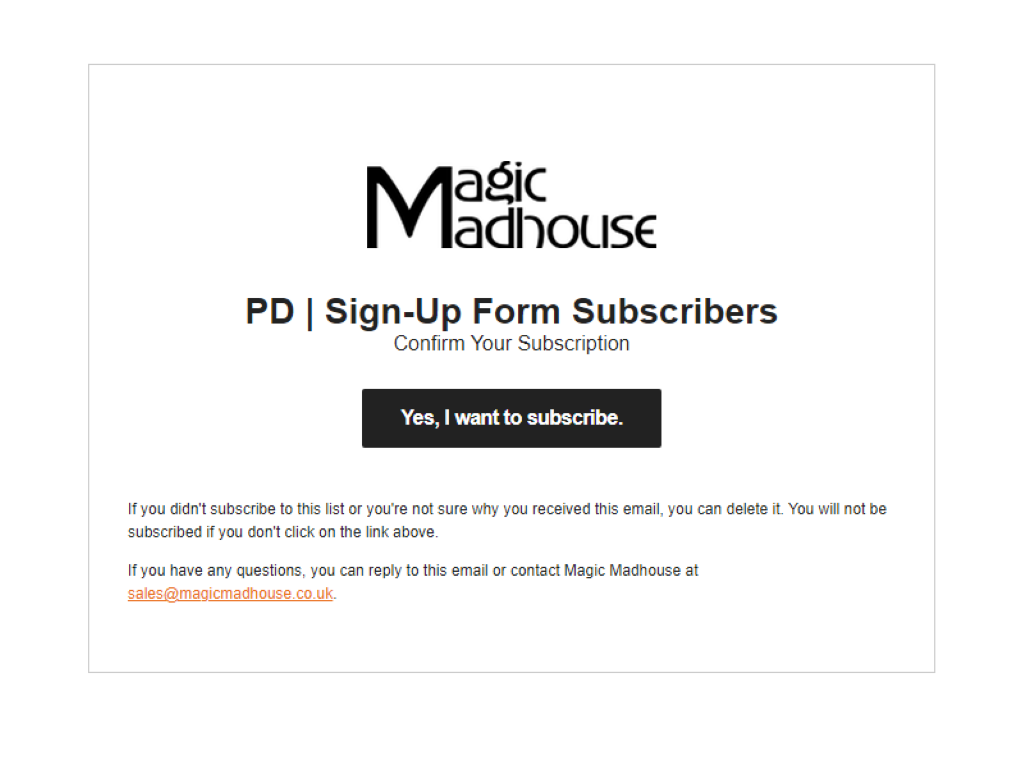 Magic
Madhouse
PD | Sign-Up Form Subscribers
Confirm Your Subscription
Yes, I want to subscribe.
If you didn't subscribe to this list or you're not sure why you received this email, you can delete it. You will not be
subscribed if you don't click on the link above.
If you have any questions, you can reply to this email or contact Magic Madhouse at
sales@magicmadhouse.co.uk.